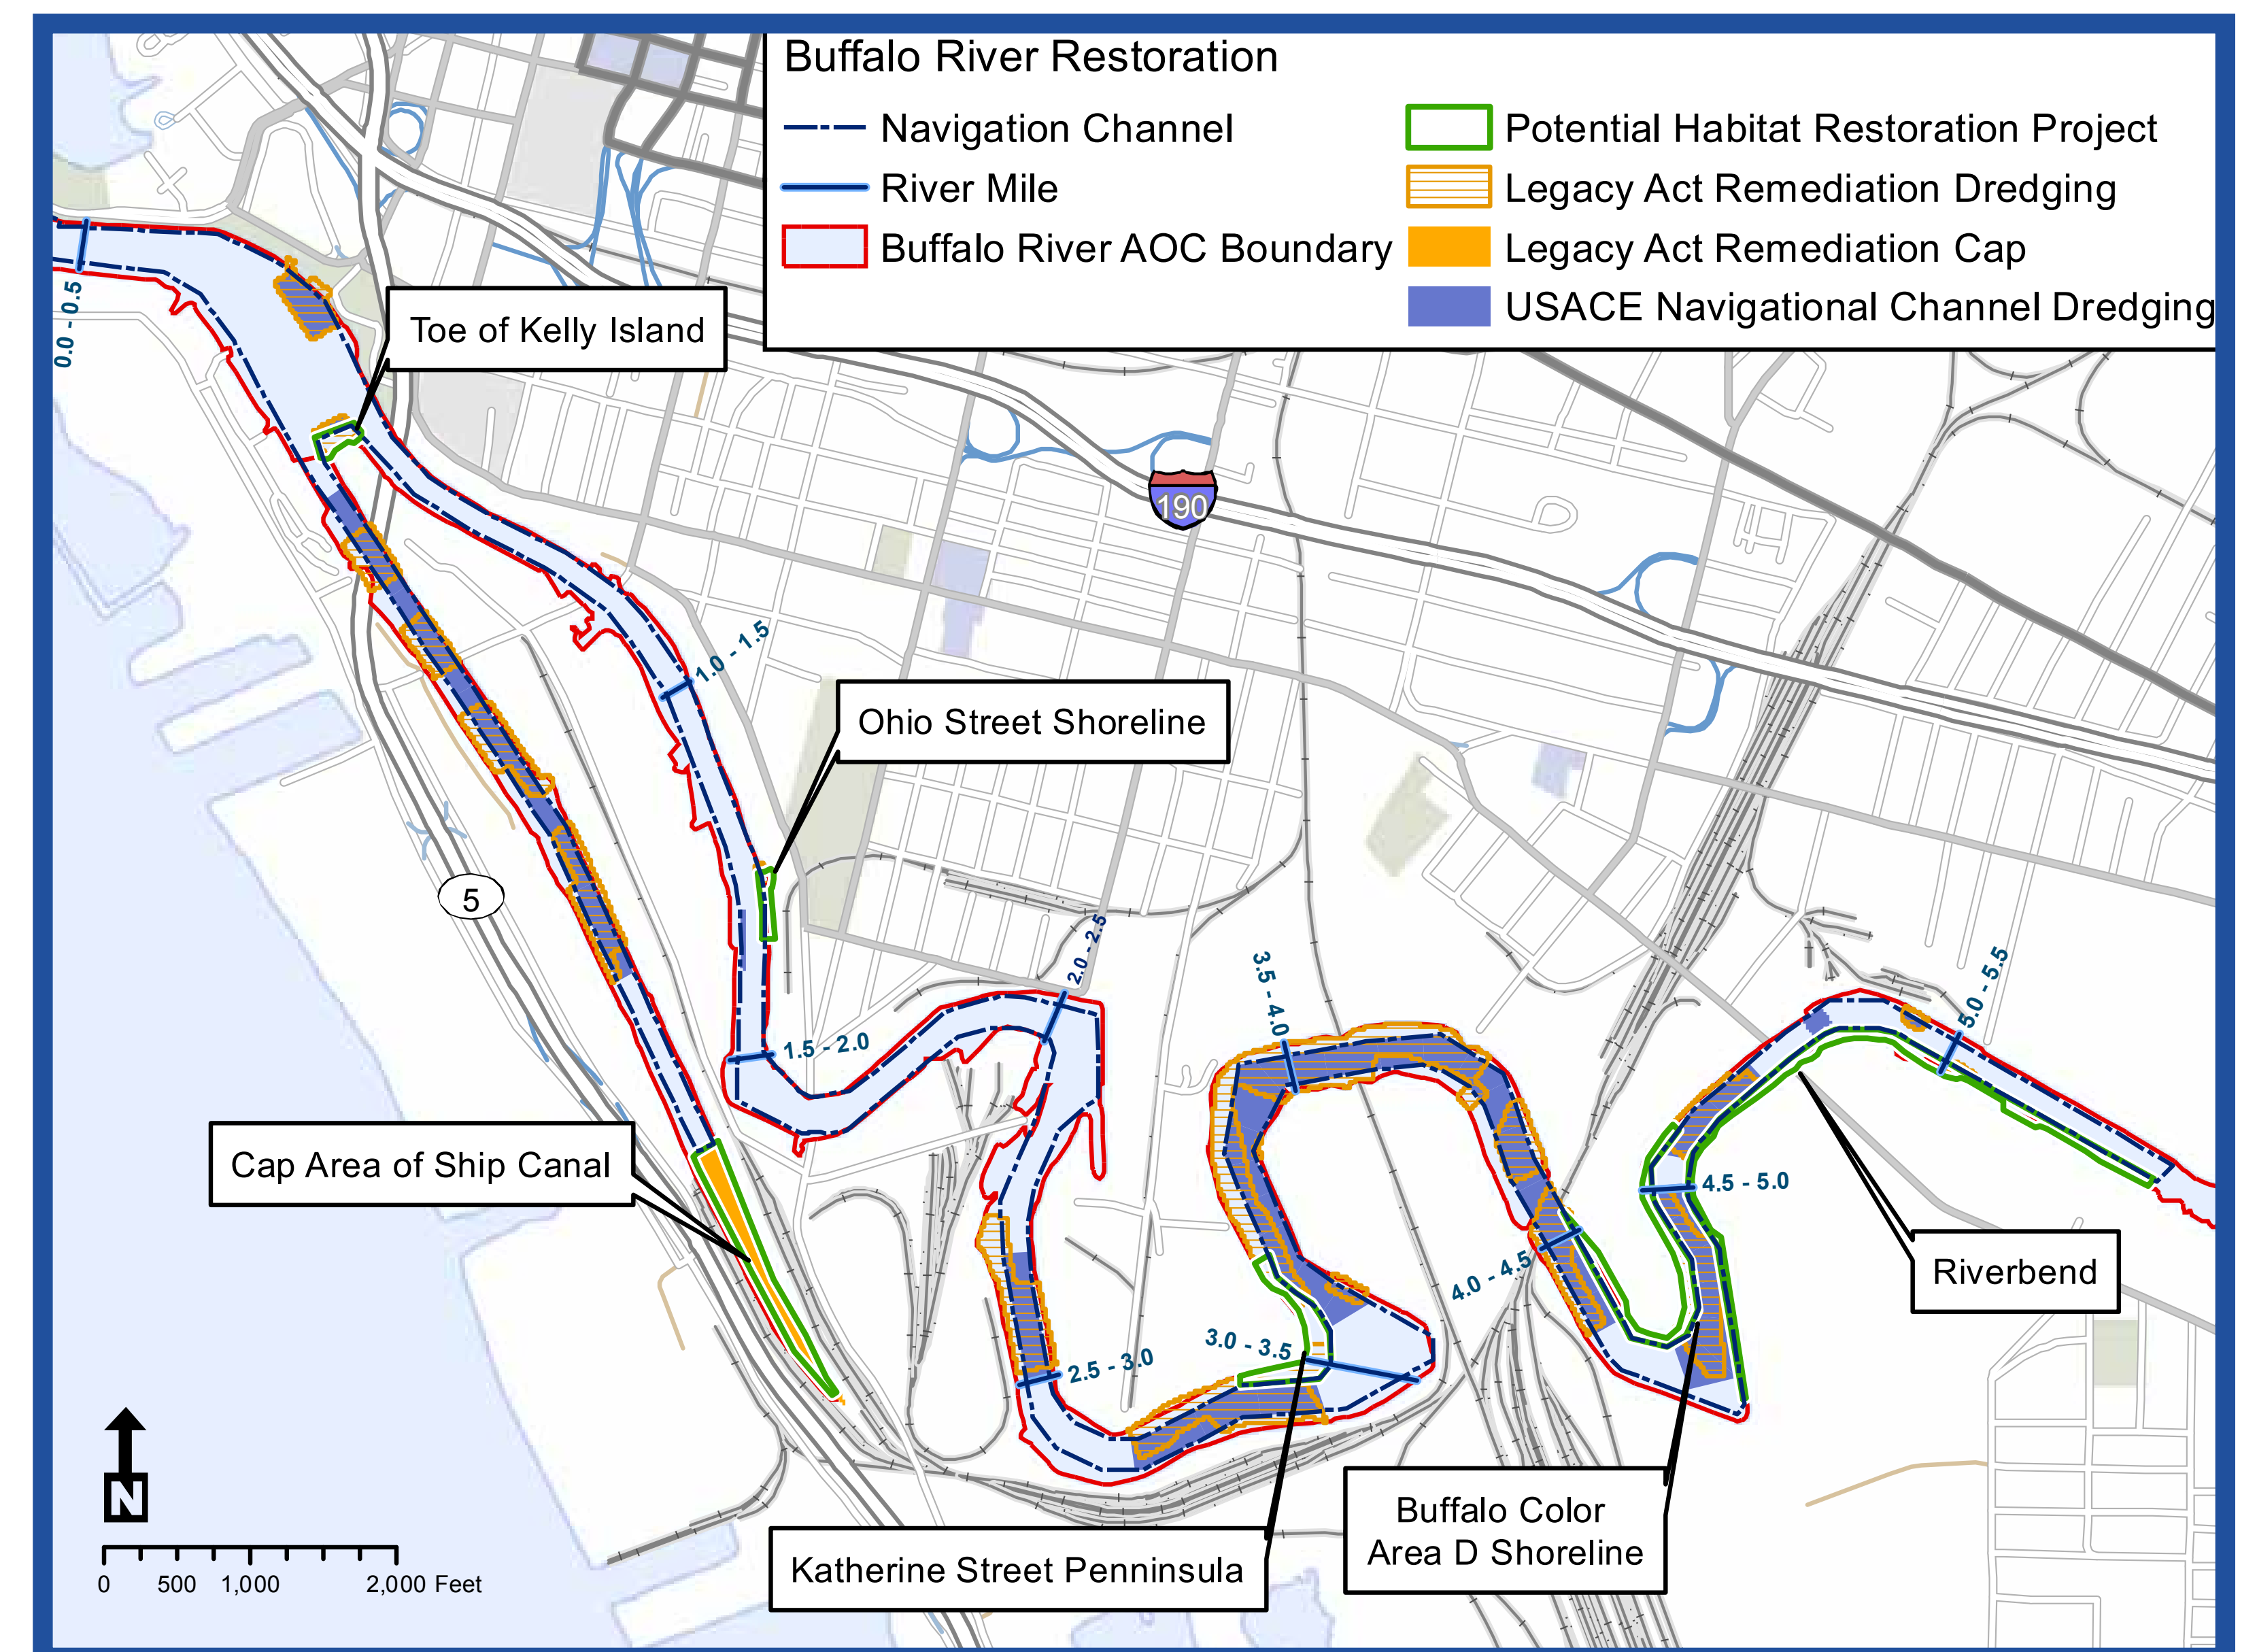 Buffalo River Restoration
Navigation Channel
River Mile
Buffalo River AOC Boundary
Potential Habitat Restoration Project
Legacy Act Remediation Dredging
Legacy Act Remediation Cap
USACE Navigational Channel Dredging
0.0 - 0.5
Toe of Kelly Island
190
1.0 - 1.5
Ohio Street Shoreline
5
2.0 - 2.5
3.5 - 4.0
5.0 - 5.5
1.5 - 2.0
Cap Area of Ship Canal
4.5 - 5.0
4.0 - 4.5
Riverbend
3.0 - 3.5
2.5 - 3.0
N
Buffalo Color
Area D Shoreline
Katherine Street Penninsula
0 500 1,000 2,000 Feet